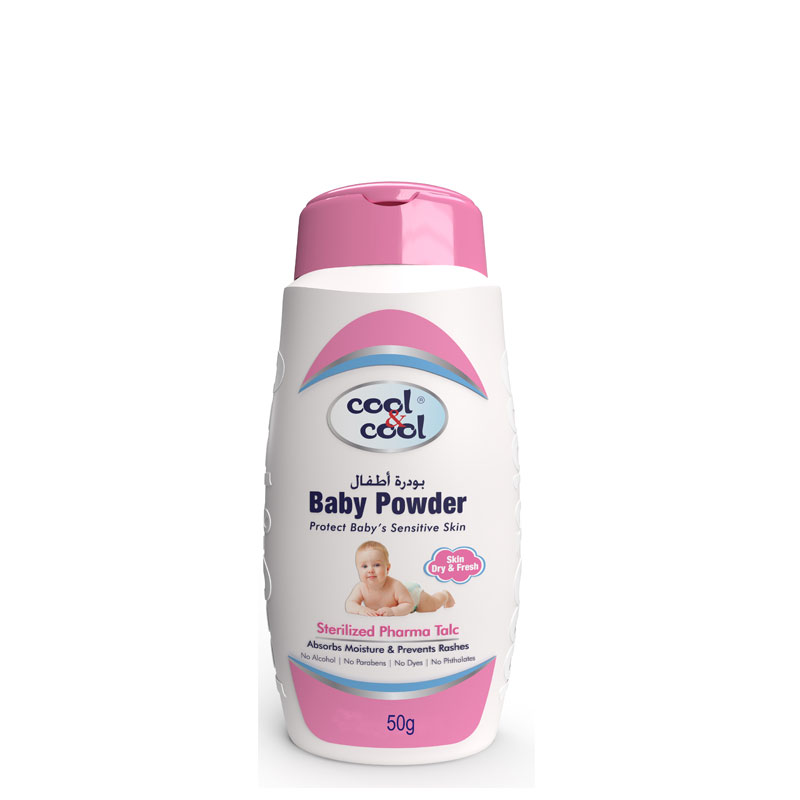 cool®
&
cool
بودرة أطفال
Baby Powder
Protect Baby's Sensitive Skin
Skin
Dry & Fresh
Sterilized Pharma Talc
Absorbs Moisture & Prevents Rashes
No Alcohol | No Parabens | No Dyes | No Phthalates
50g